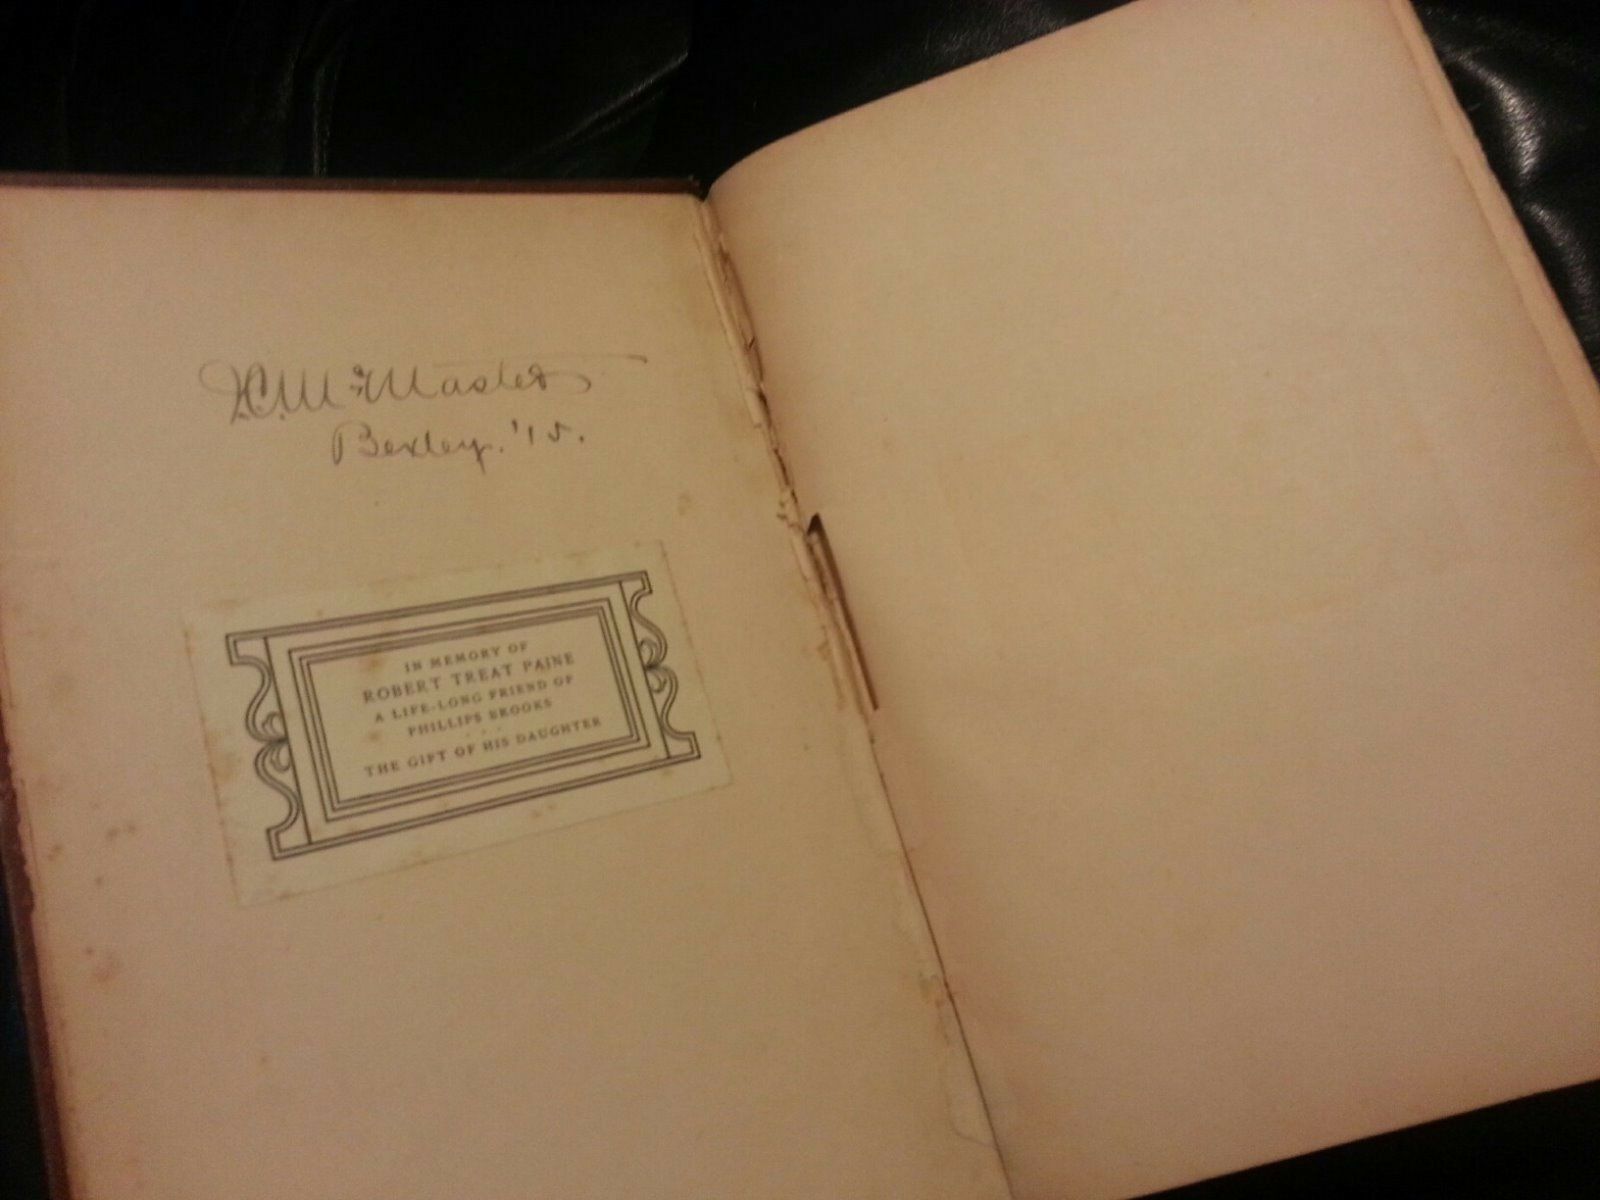 H.C. McMaster
Bexley. '15.
IN MEMORY OF
ROBERT TREAT PAINE
A LIFE-LONG FRIEND OF
PHILLIPS BROOKS
THE GIFT OF HIS DAUGHTER